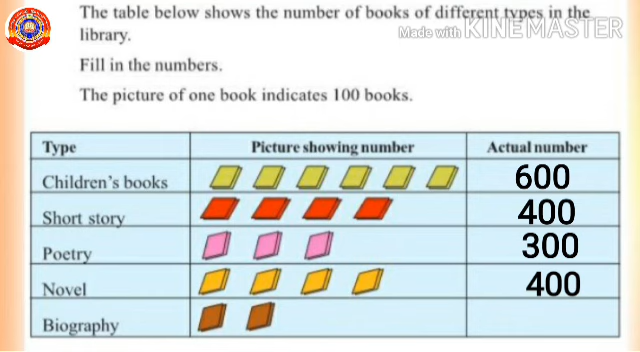 The table below shows the number of books of different types in the
library.
Made with KINEMASTER
Fill in the numbers.
The picture of one book indicates 100 books.
Type Picture showing number Actual number
Children's books 600
Short story 400
Poetry 300
Novel 400
Biography